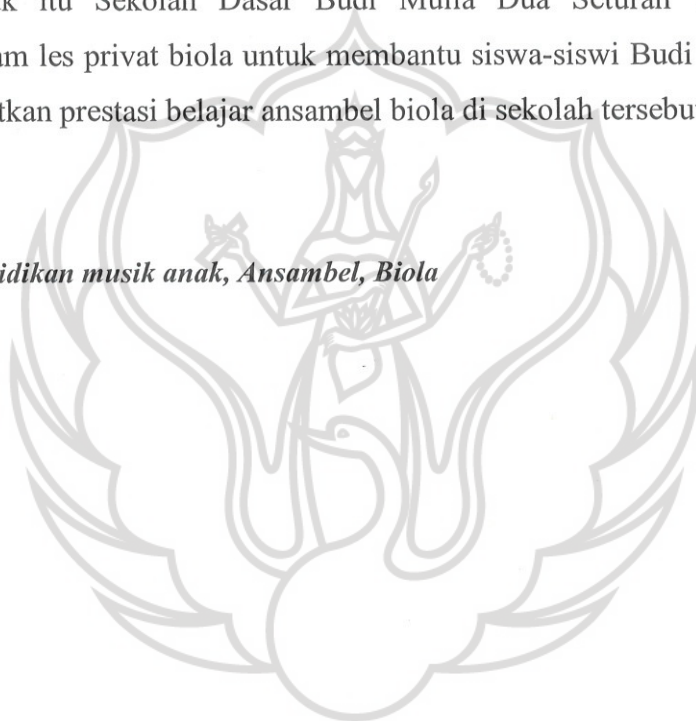 k itu Sekolah Dasar Budi Mulia Dua Seturan
am les privat biola untuk membantu siswa-siswi Budi
tkan prestasi belajar ansambel biola di sekolah tersebut
idikan musik anak, Ansambel, Biola